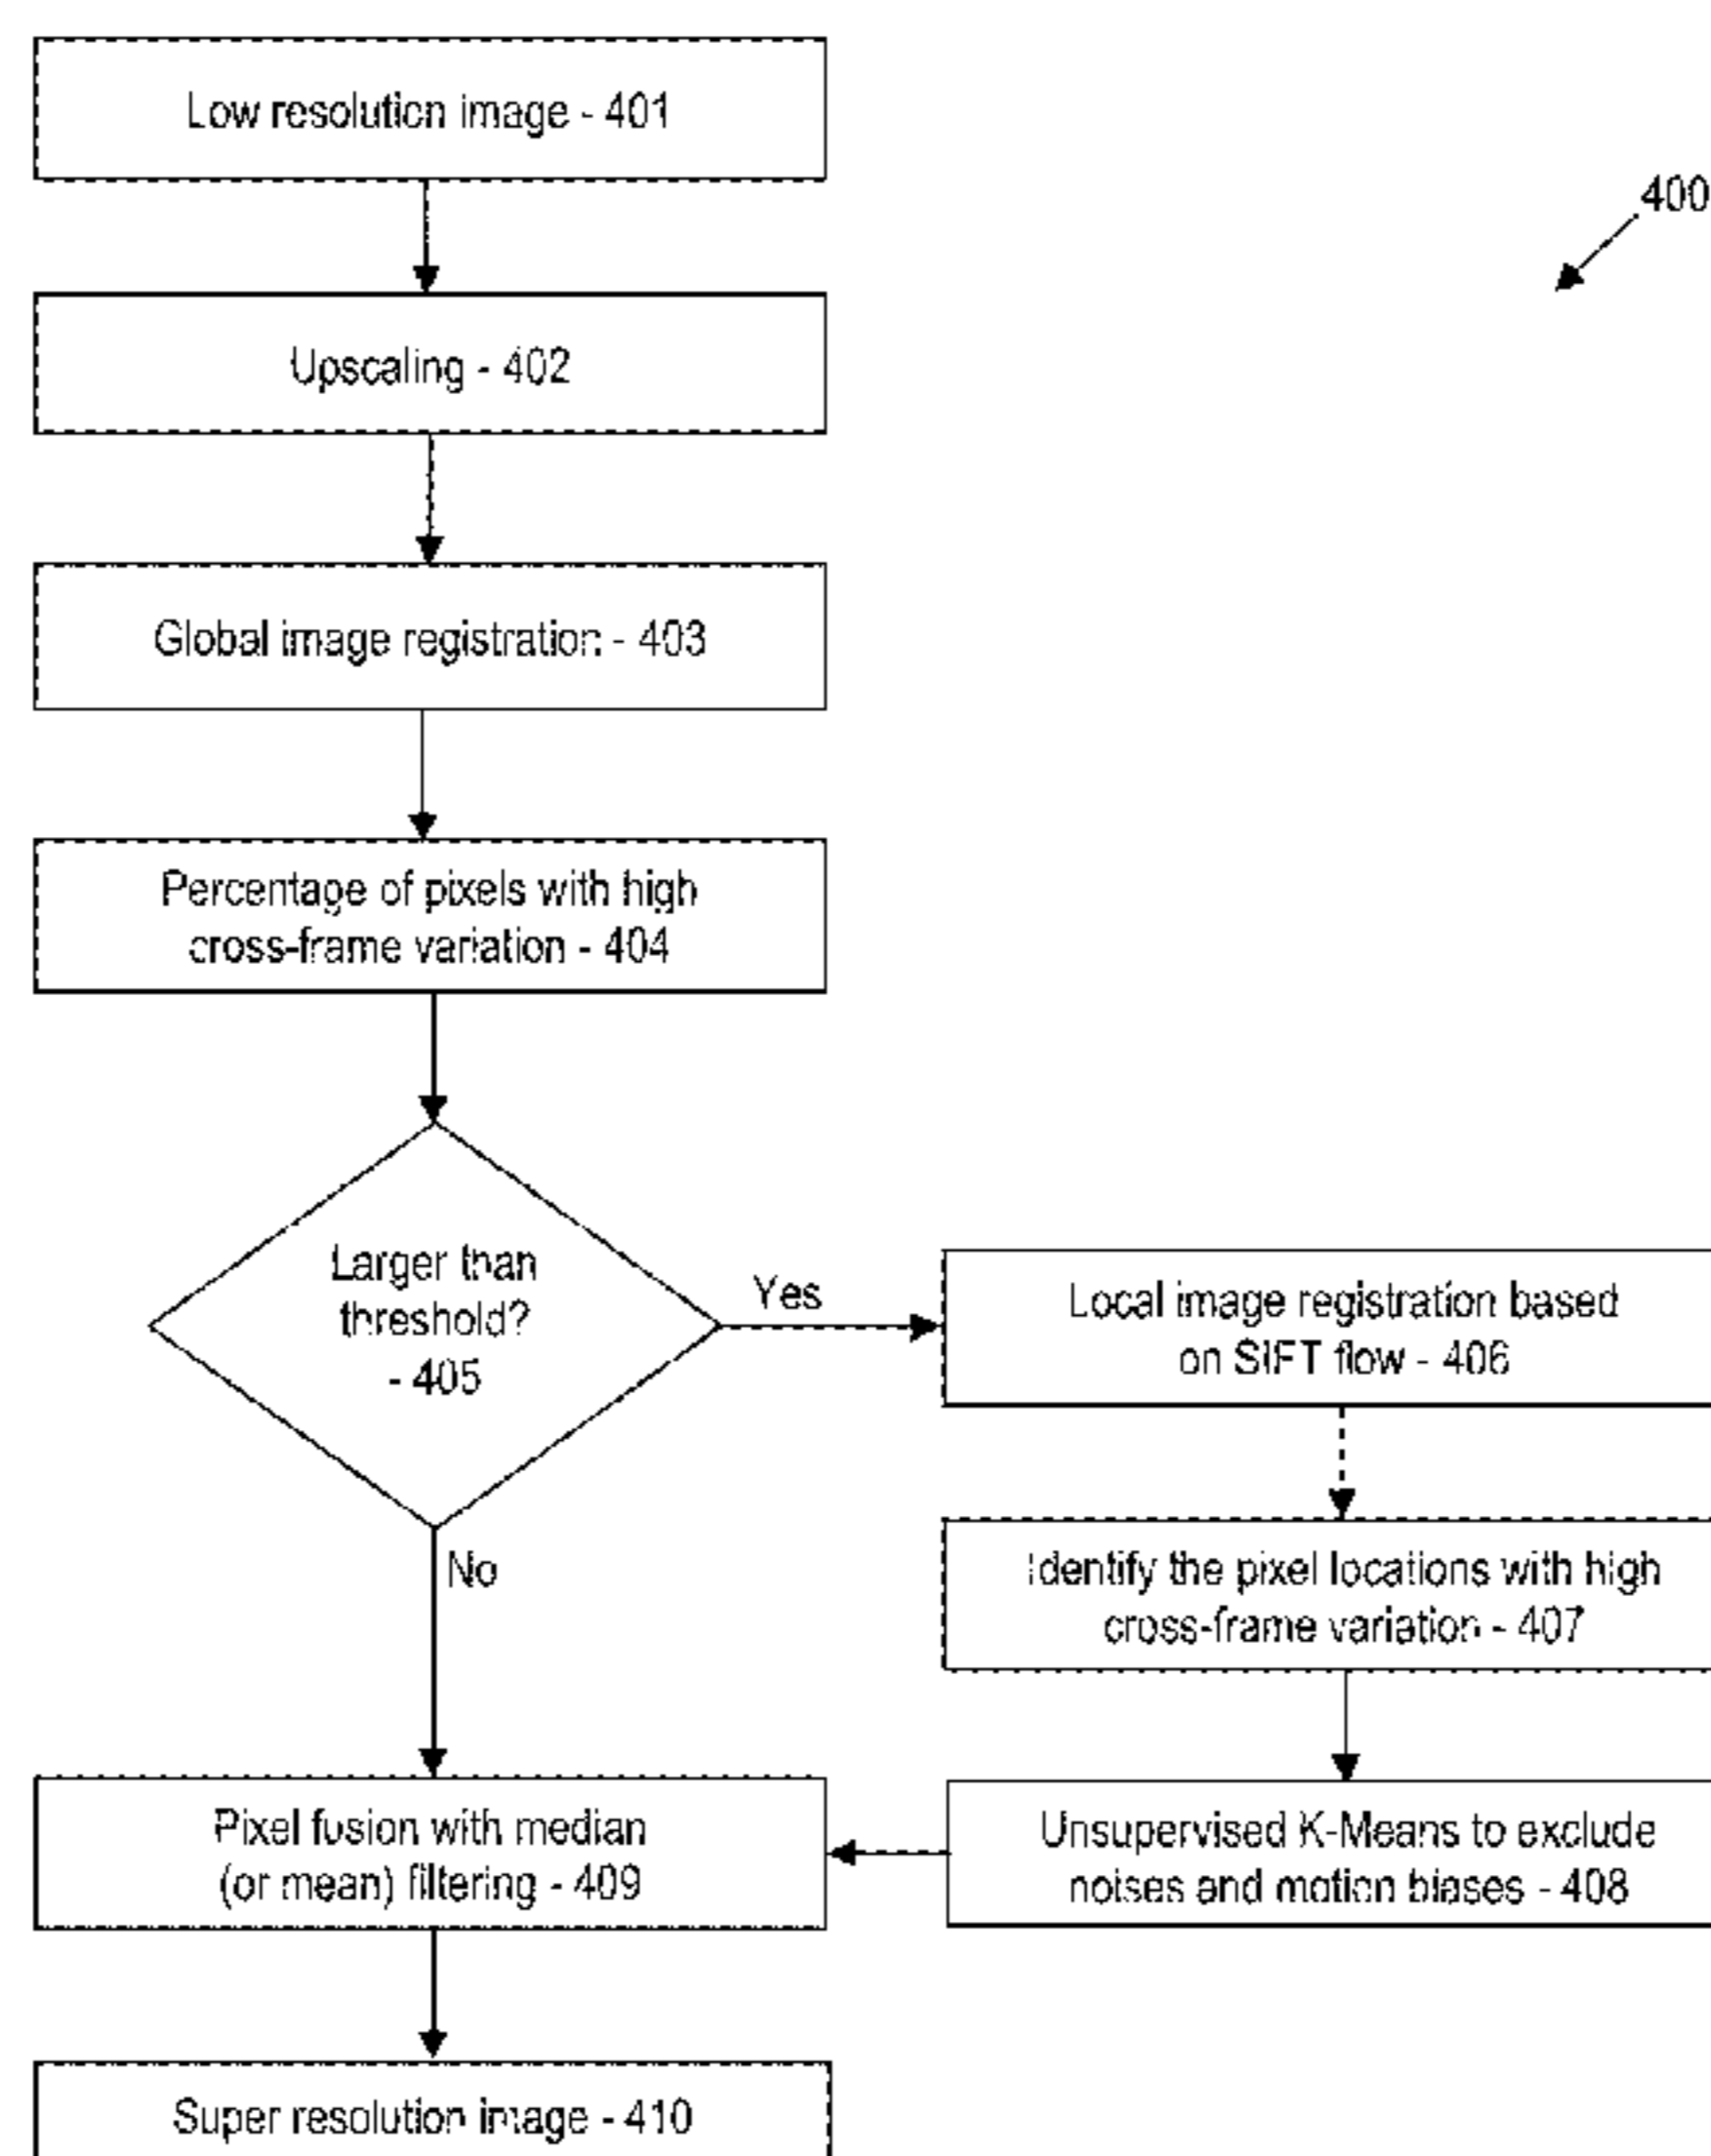 Low resolution image - 401
400
Upscaling - 402
Global image registration - 403
Percentage of pixels with high
cross-frame variation - 404
Larger than
threshold?
- 405
Yes
Local image registration based
on SIFT flow - 406
No
Identify the pixel locations with high
cross-frame variation - 407
Pixel fusion with median
(or mean) filtering - 409
Unsupervised K-Means to exclude
noises and motion biases - 408
Super resolution image - 410